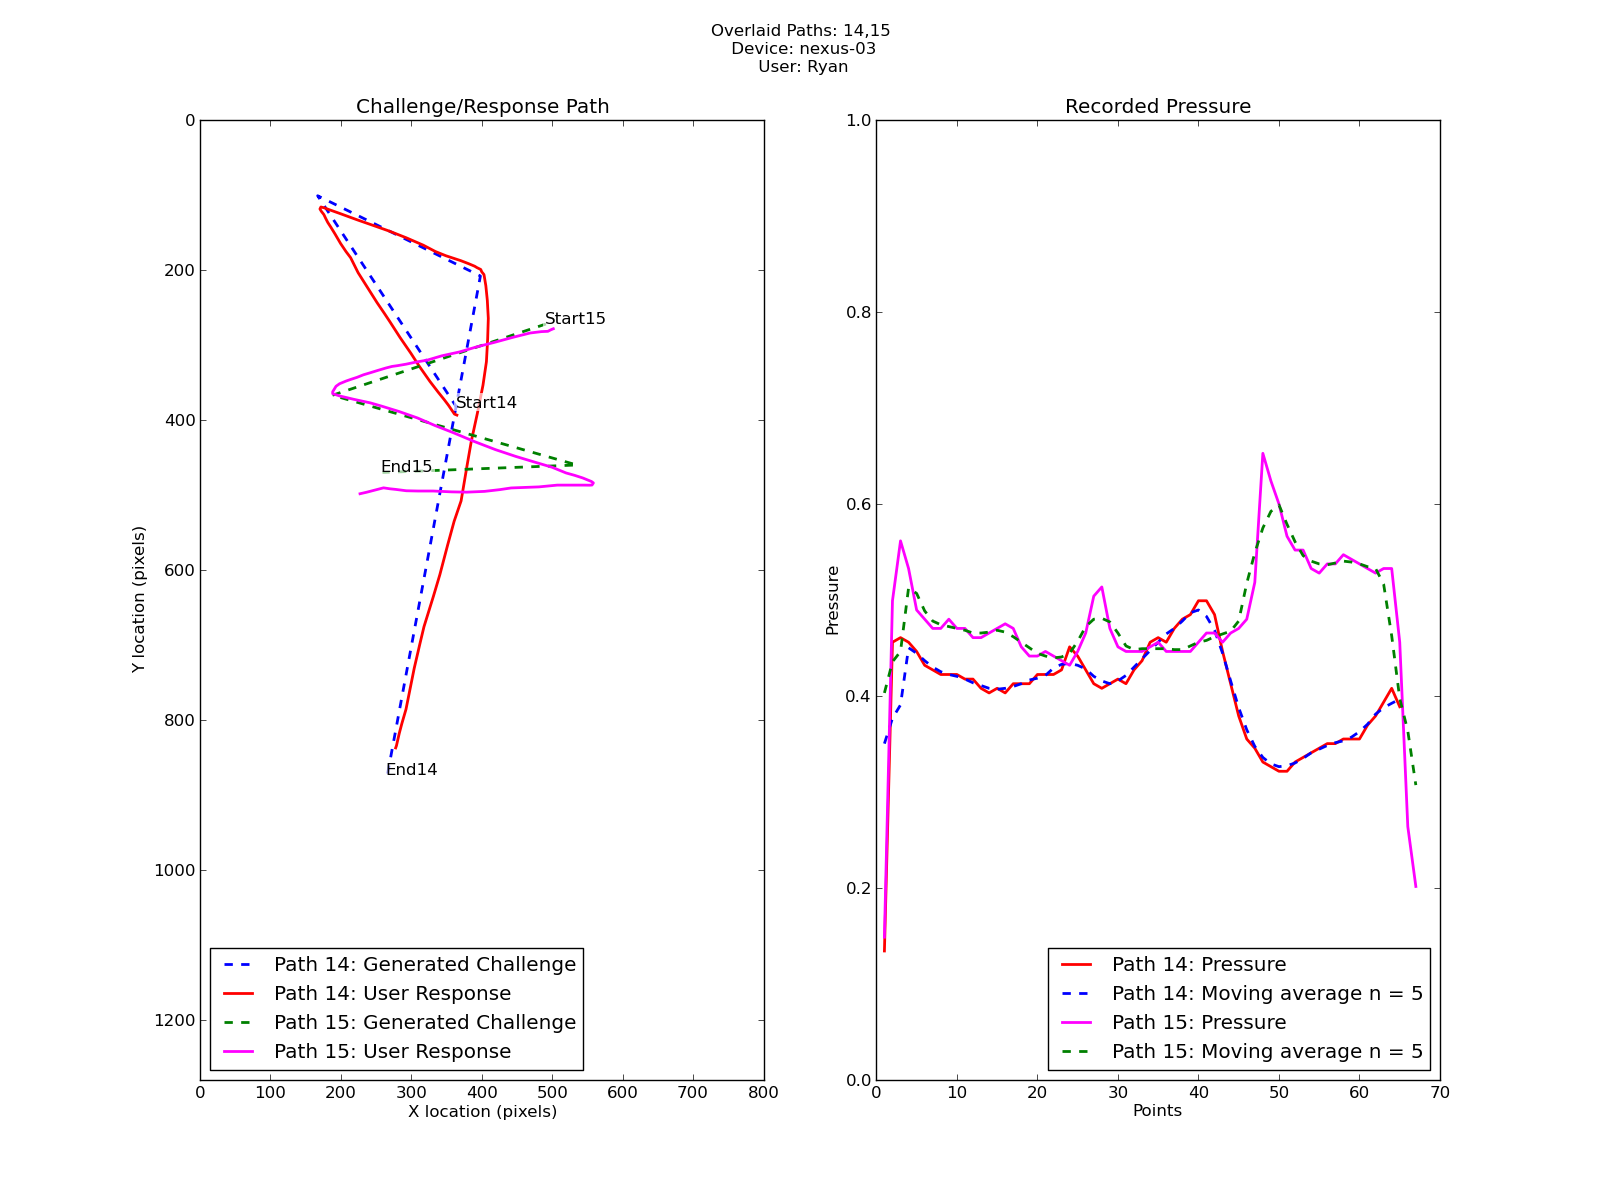 Overlaid Paths: 14,15
Device: nexus-03
User: Ryan
Challenge/Response Path
0
200
400
600
800
1000
1200
Y location (pixels)
Start15
Start14
End15
End14
Path 14: Generated Challenge
Path 14: User Response
Path 15: Generated Challenge
Path 15: User Response
0 100 200 300 400 500 600 700 800
X location (pixels)
Recorded Pressure
1.0
0.8
0.6
0.4
0.2
0.0
Pressure
Path 14: Pressure
Path 14: Moving average n = 5
Path 15: Pressure
Path 15: Moving average n = 5
0 10 20 30 40 50 60 70
Points